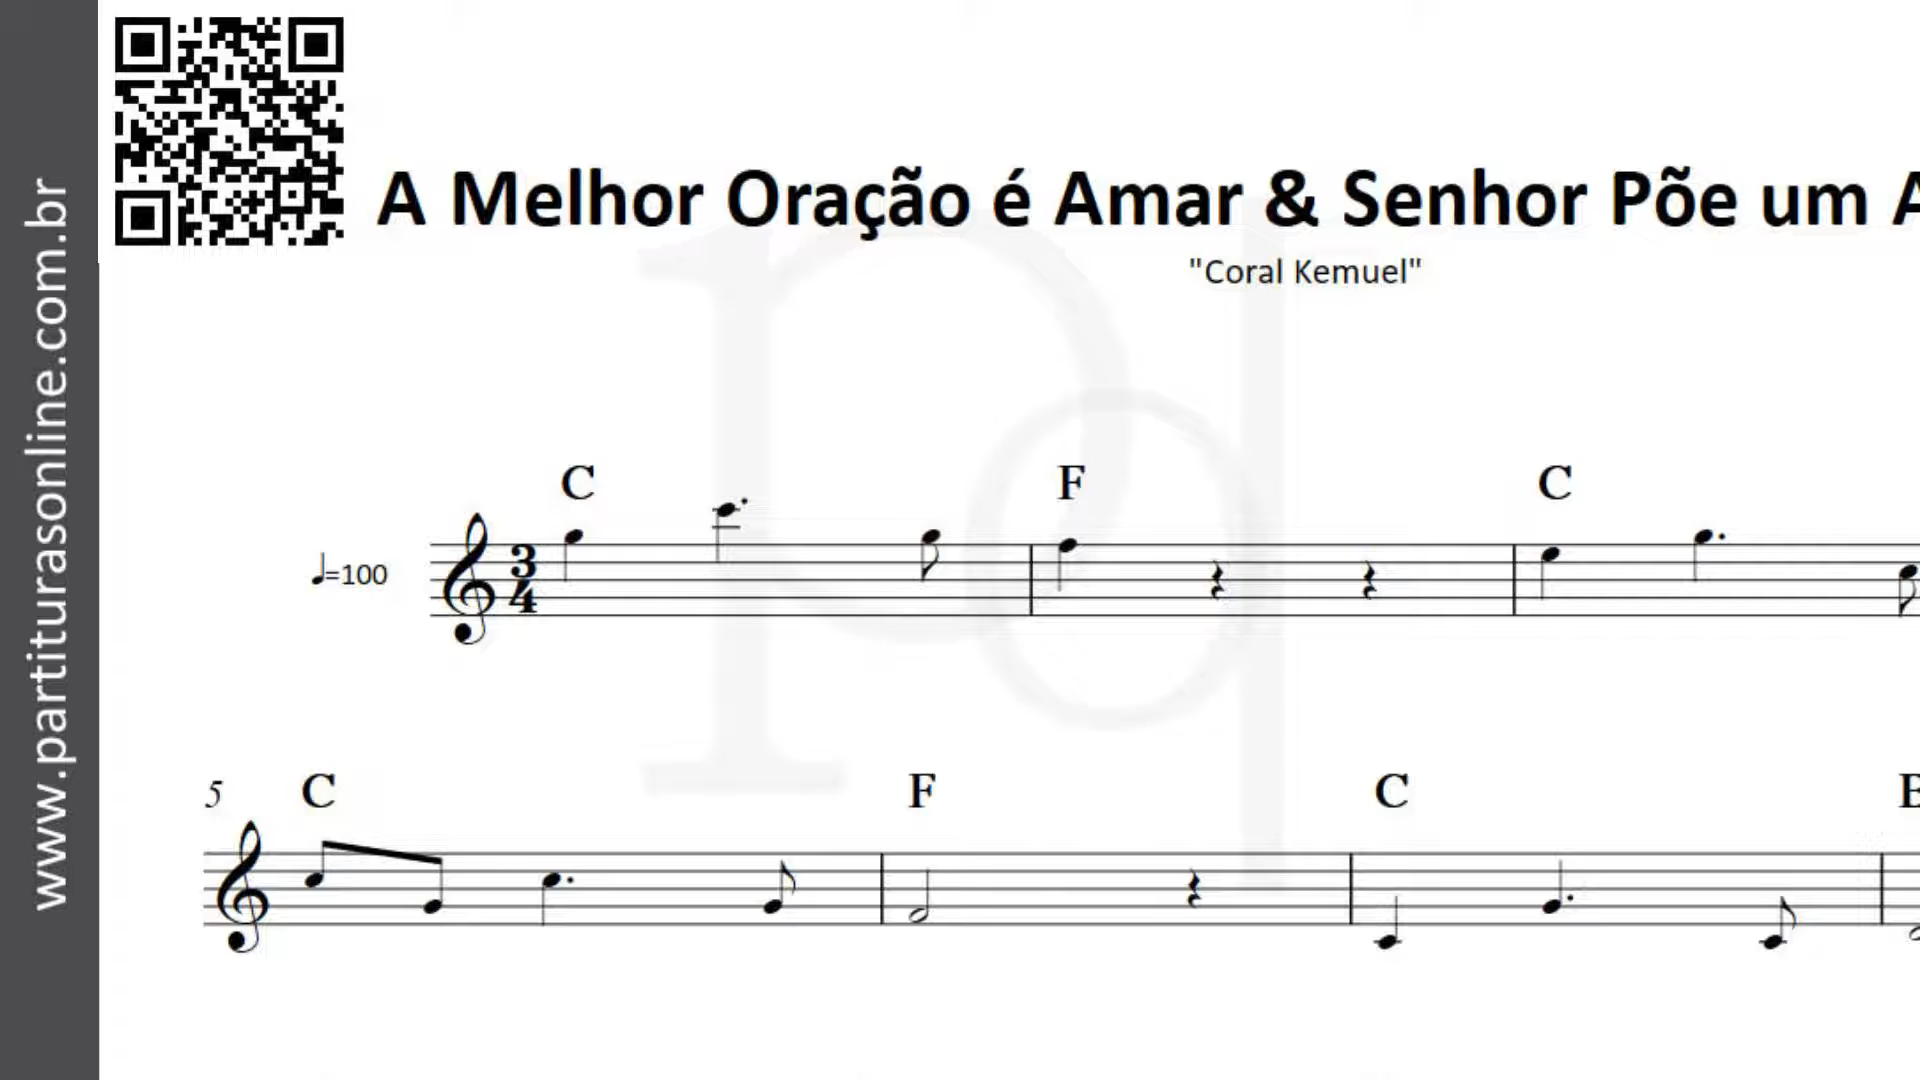 www.partiturasonline.com.br
A Melhor Oração é Amar & Senhor Põe um
"Coral Kemuel"
C F C
♩=100
3
4
5 C F C